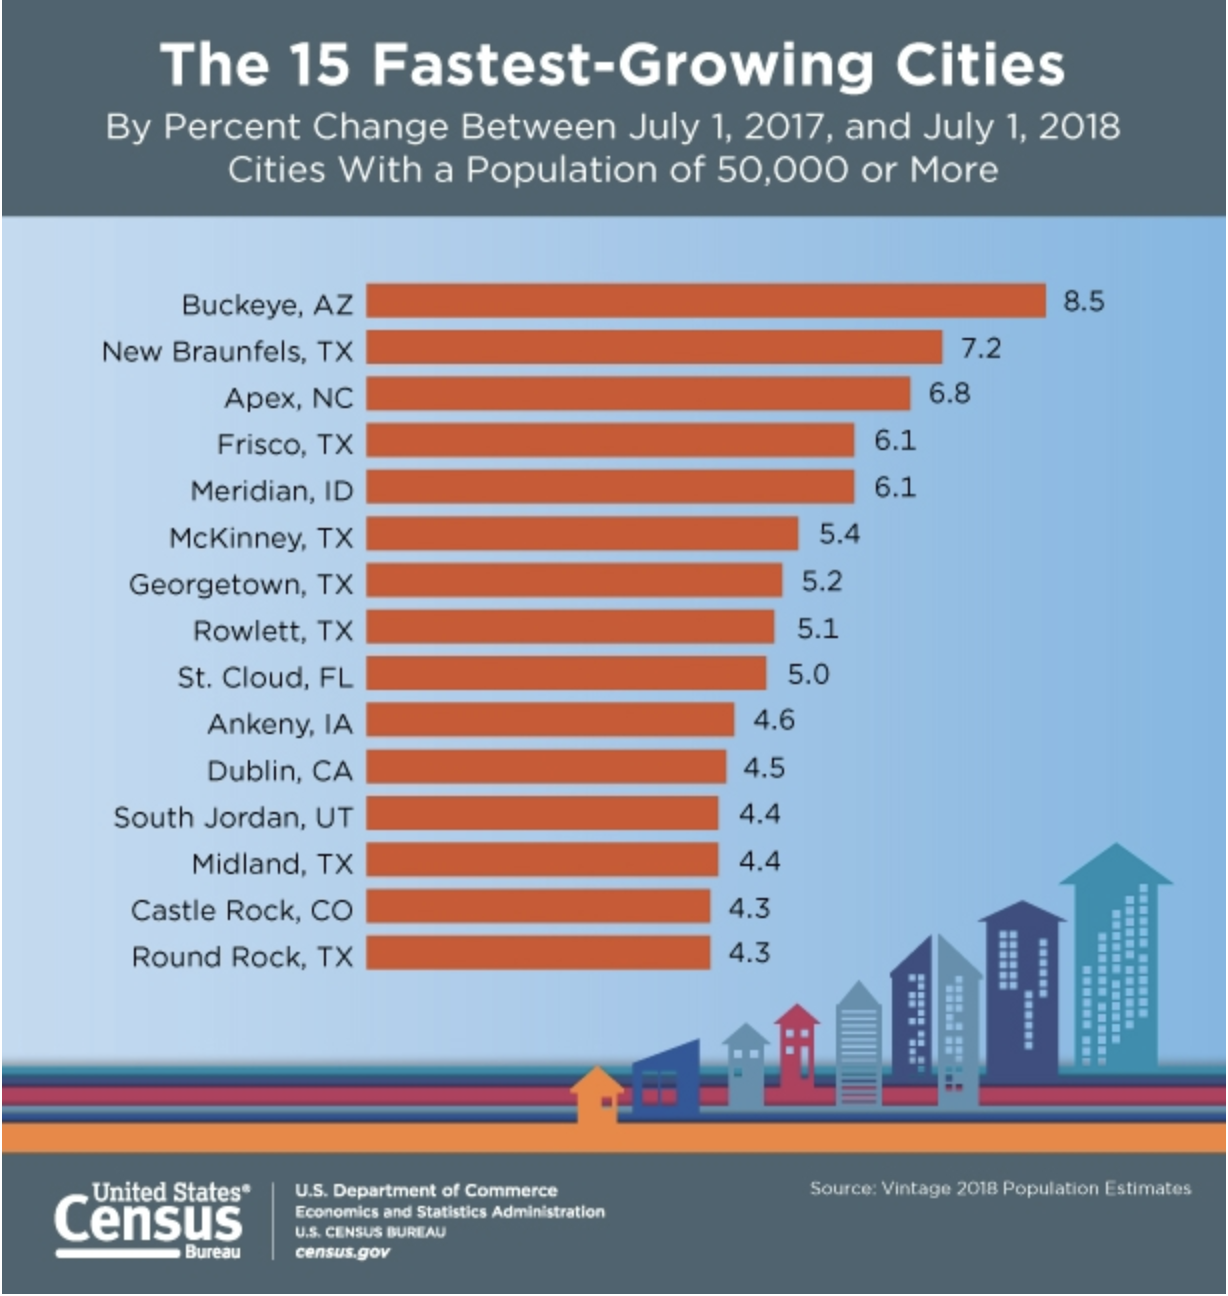 The 15 Fastest-Growing Cities
By Percent Change Between July 1, 2017, and July 1, 2018
Cities With a Population of 50,000 or More
Buckeye, AZ 8.5
New Braunfels, TX 7.2
Apex, NC 6.8
Frisco, TX 6.1
Meridian, ID 6.1
McKinney, TX 5.4
Georgetown, TX 5.2
Rowlett, TX 5.1
St. Cloud, FL 5.0
Ankeny, IA 4.6
Dublin, CA 4.5
South Jordan, UT 4.4
Midland, TX 4.4
Castle Rock, CO 4.3
Round Rock, TX 4.3
United States®
Census
Bureau
U.S. Department of Commerce
Economics and Statistics Administration
U.S. CENSUS BUREAU
census.gov
Source: Vintage 2018 Population Estimates